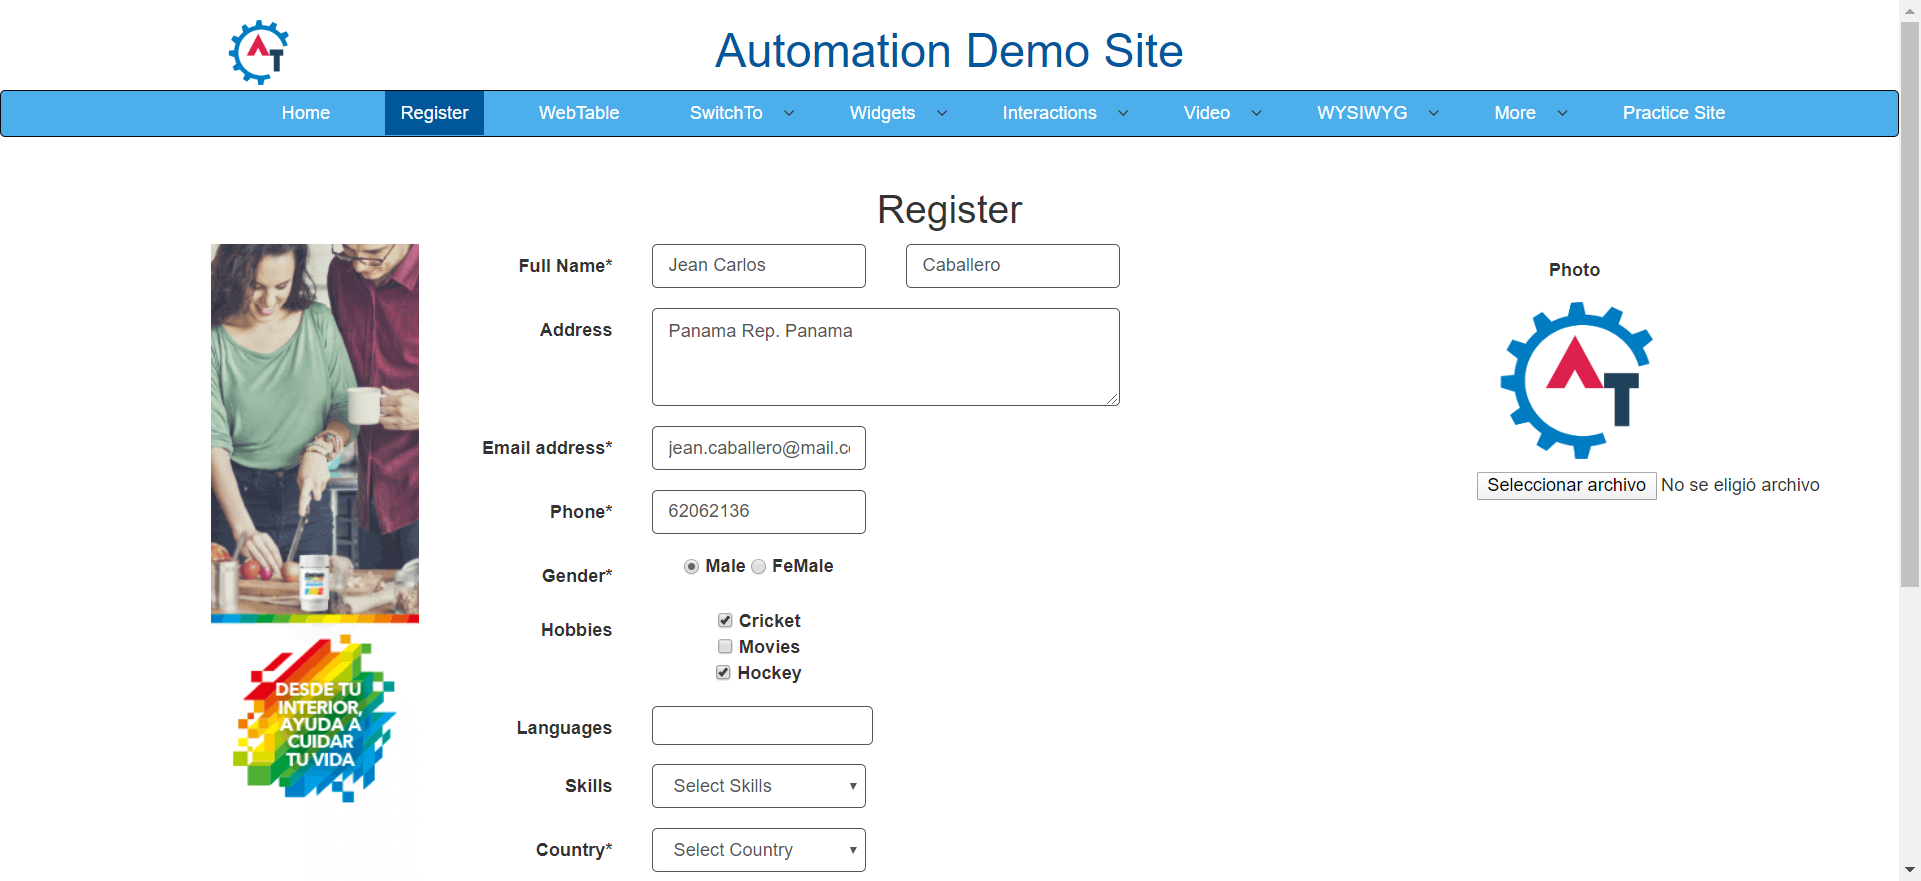 Automation Demo Site
Home Register WebTable SwitchTo Widgets Interactions Video WYSIWYG More Practice Site
Register
Full Name* Jean Carlos Caballero
Photo
Address Panama Rep. Panama
AT
Email address* jean.caballero@mail.c
Seleccionar archivo No se eligió archivo
Phone* 62062136
Gender* Male FeMale
Hobbies Cricket
Movies
Hockey
Languages
Skills Select Skills
Country* Select Country
DESDE TU
INTERIOR,
AYUDA A
CUIDAR
TU VIDA